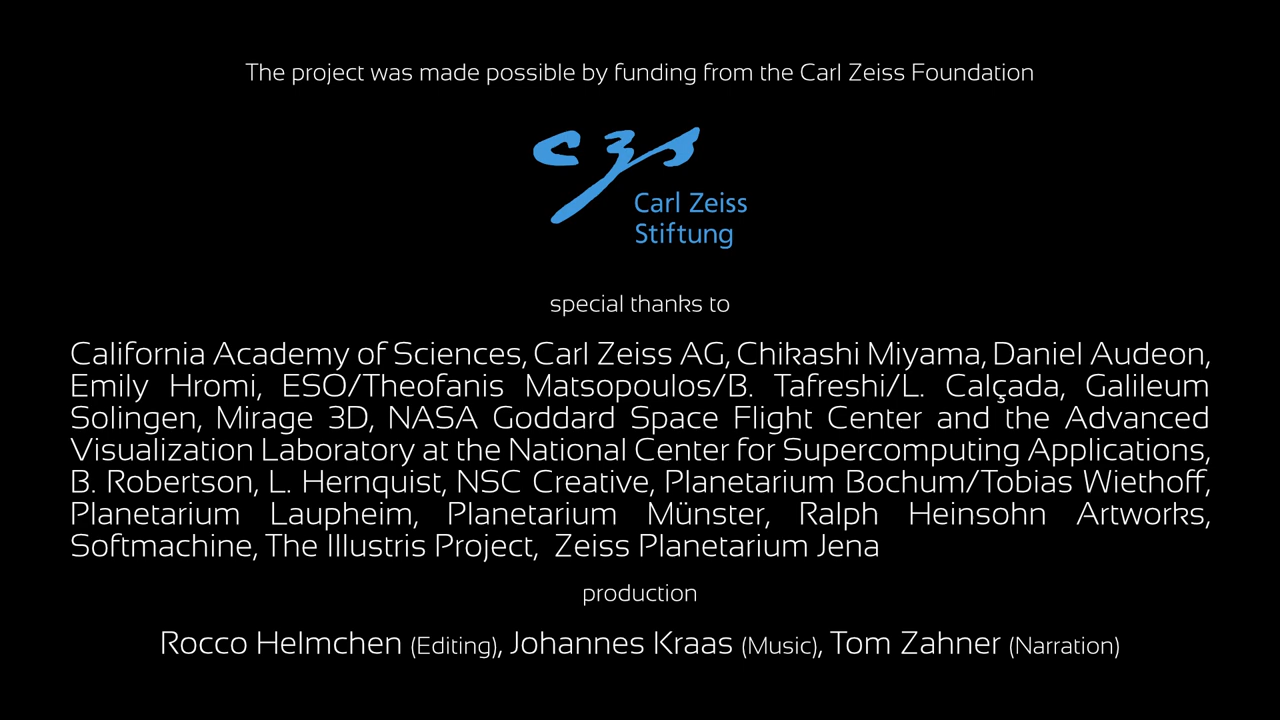 The project was made possible by funding from the Carl Zeiss Foundation
czs
Carl Zeiss
Stiftung
special thanks to
California Academy of Sciences, Carl Zeiss AG, Chikashi Miyama, Daniel Audeon,
Emily Hromi, ESO/Theofanis Matsopoulos/B. Tafreshi/L. Calçada, Galileum
Solingen, Mirage 3D, NASA Goddard Space Flight Center and the Advanced
Visualization Laboratory at the National Center for Supercomputing Applications,
B. Robertson, L. Hernquist, NSC Creative, Planetarium Bochum/Tobias Wiethoff,
Planetarium Laupheim, Planetarium Münster, Ralph Heinsohn Artworks,
Softmachine, The Illustris Project, Zeiss Planetarium Jena
production
Rocco Helmchen (Editing), Johannes Kraas (Music), Tom Zahner (Narration)